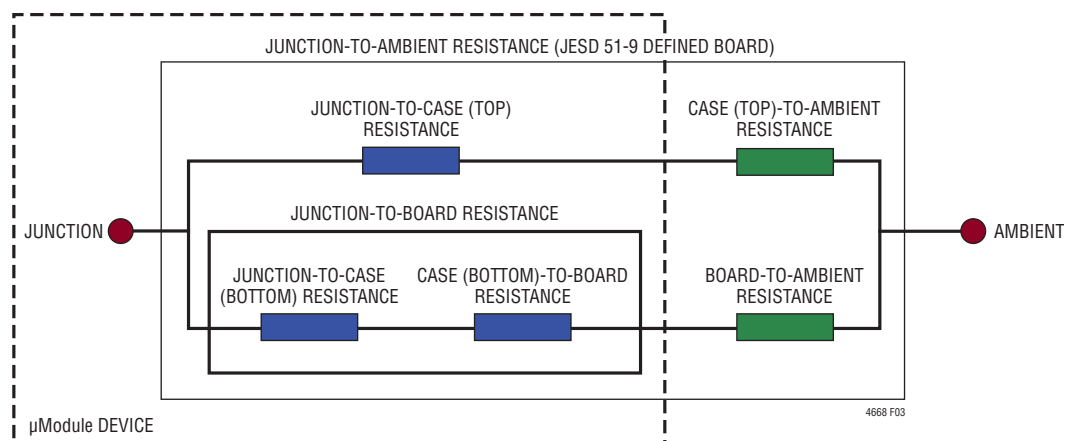 JUNCTION-TO-AMBIENT RESISTANCE (JESD 51-9 DEFINED BOARD)
JUNCTION-TO-CASE (TOP)
RESISTANCE
CASE (TOP)-TO-AMBIENT
RESISTANCE
JUNCTION-TO-BOARD RESISTANCE
JUNCTION
AMBIENT
JUNCTION-TO-CASE
(BOTTOM) RESISTANCE
CASE (BOTTOM)-TO-BOARD
RESISTANCE
BOARD-TO-AMBIENT
RESISTANCE
4668 F03
µModule DEVICE